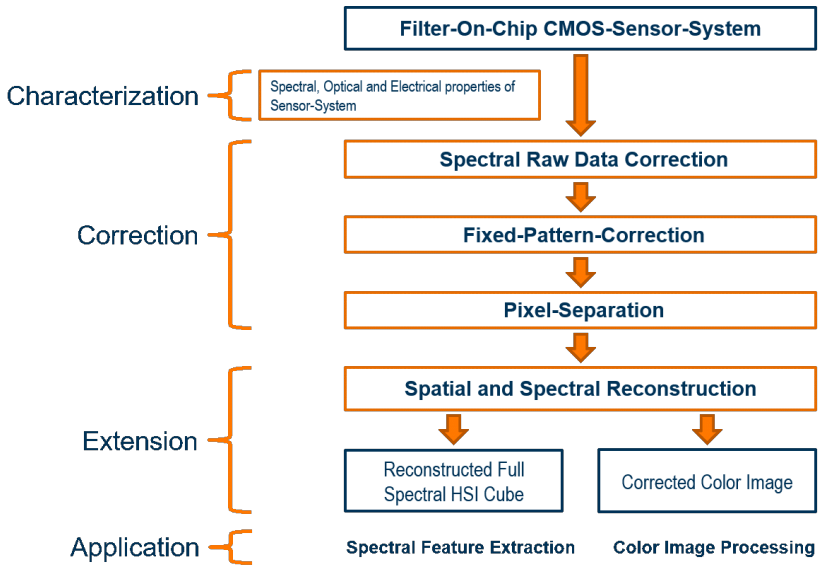 Filter-On-Chip CMOS-Sensor-System
Characterization
Spectral, Optical and Electrical properties of
Sensor-System
Spectral Raw Data Correction
Correction
Fixed-Pattern-Correction
Pixel-Separation
Spatial and Spectral Reconstruction
Extension
Reconstructed Full
Spectral HSI Cube
Corrected Color Image
Application
Spectral Feature Extraction
Color Image Processing